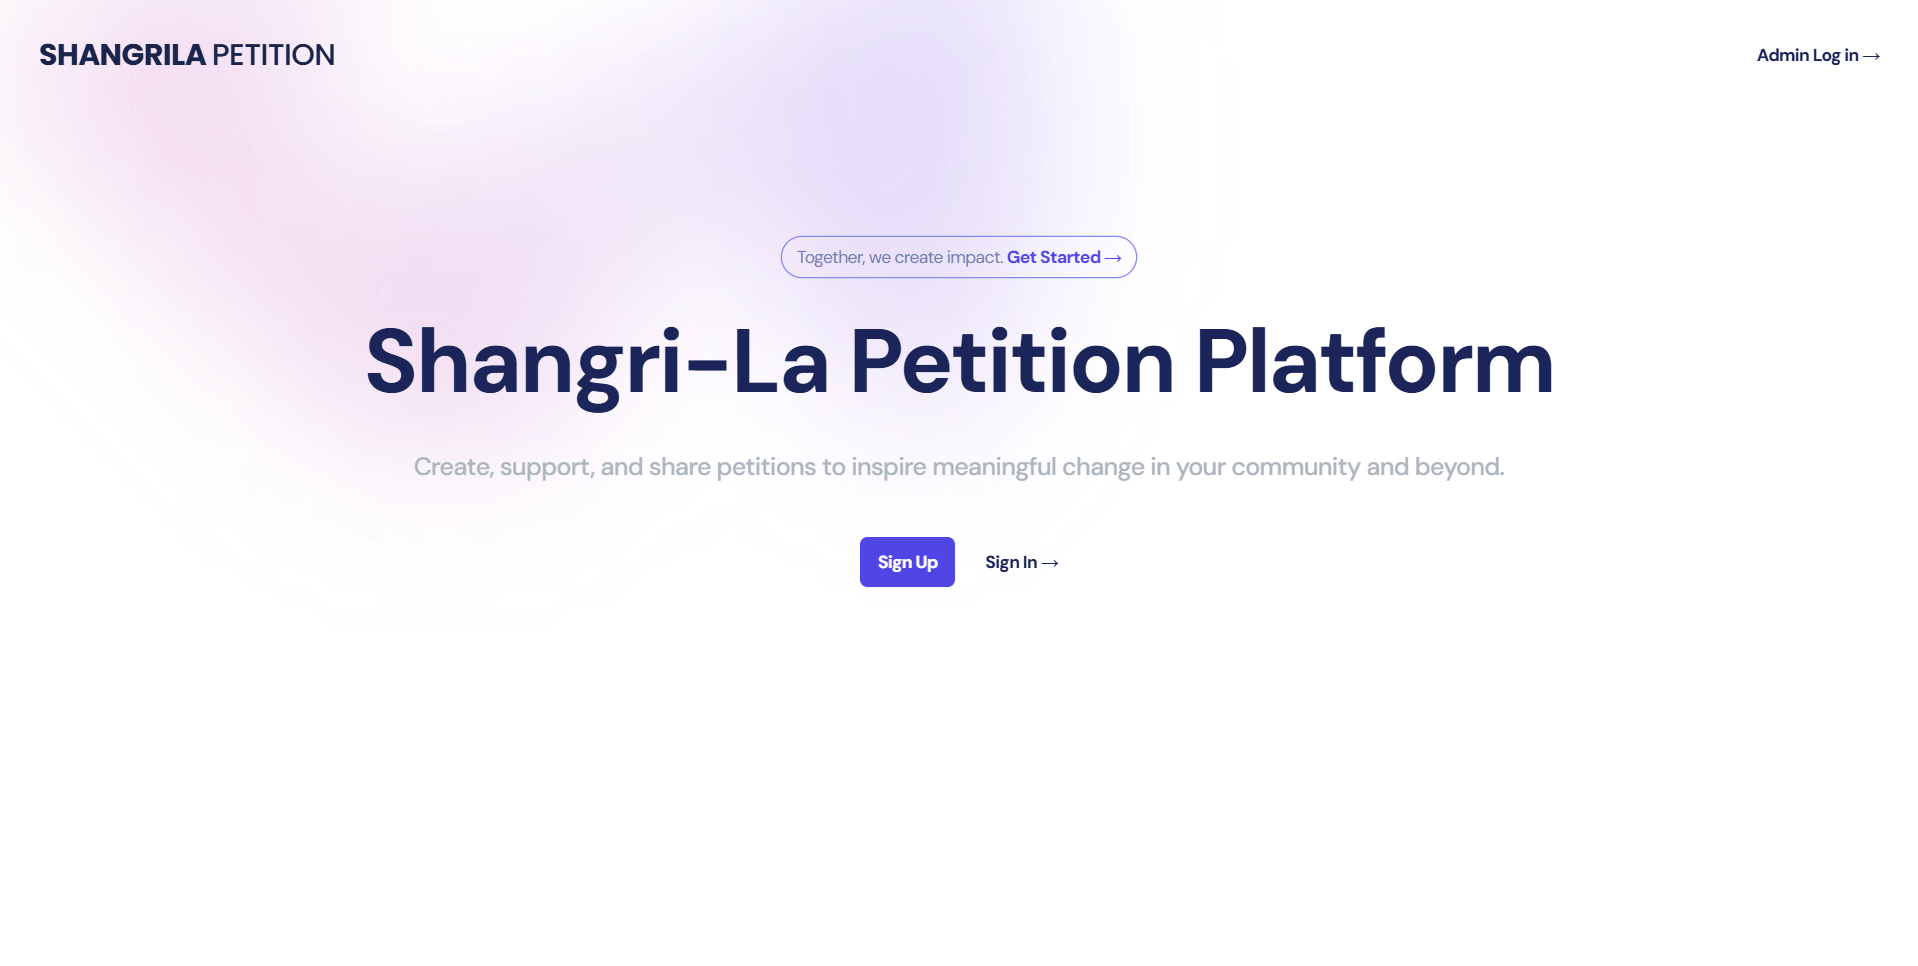 SHANGRILA PETITION
Admin Log in →
Together, we create impact. Get Started →
Shangri-La Petition Platform
Create, support, and share petitions to inspire meaningful change in your community and beyond.
Sign Up
Sign In →